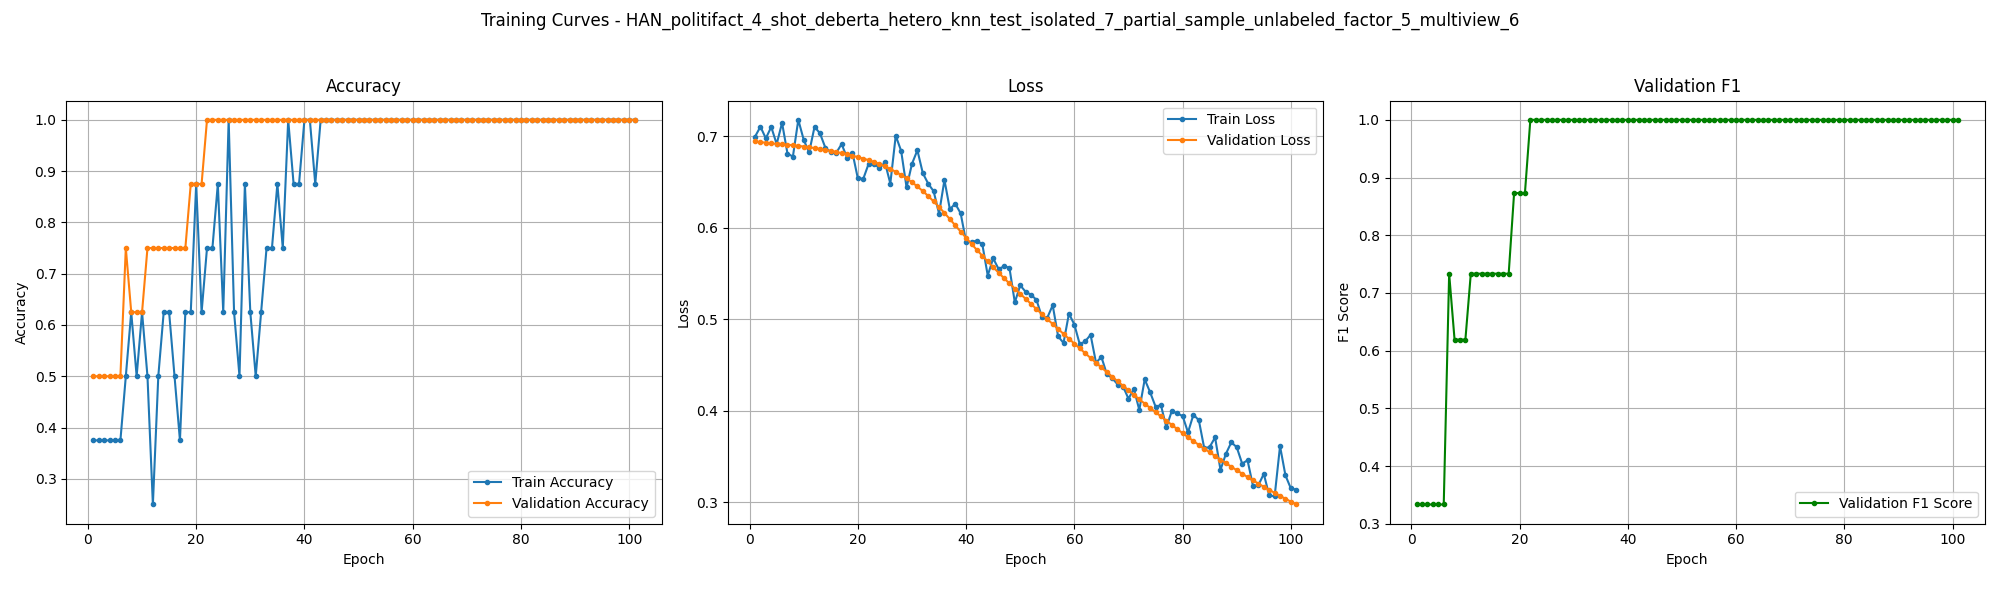 Training Curves - HAN_politifact_4_shot_deberta_hetero_knn_test_isolated_7_partial_sample_unlabeled_factor_5_multiview_6
Accuracy
1.0
0.9
0.8
0.7
0.6
0.5
0.4
0.3
Accuracy
0 20 40 60 80 100
Epoch
Train Accuracy
Validation Accuracy
Loss
0.7
0.6
0.5
0.4
0.3
Loss
0 20 40 60 80 100
Epoch
Train Loss
Validation Loss
Validation F1
1.0
0.9
0.8
0.7
0.6
0.5
0.4
0.3
F1 Score
0 20 40 60 80 100
Epoch
Validation F1 Score